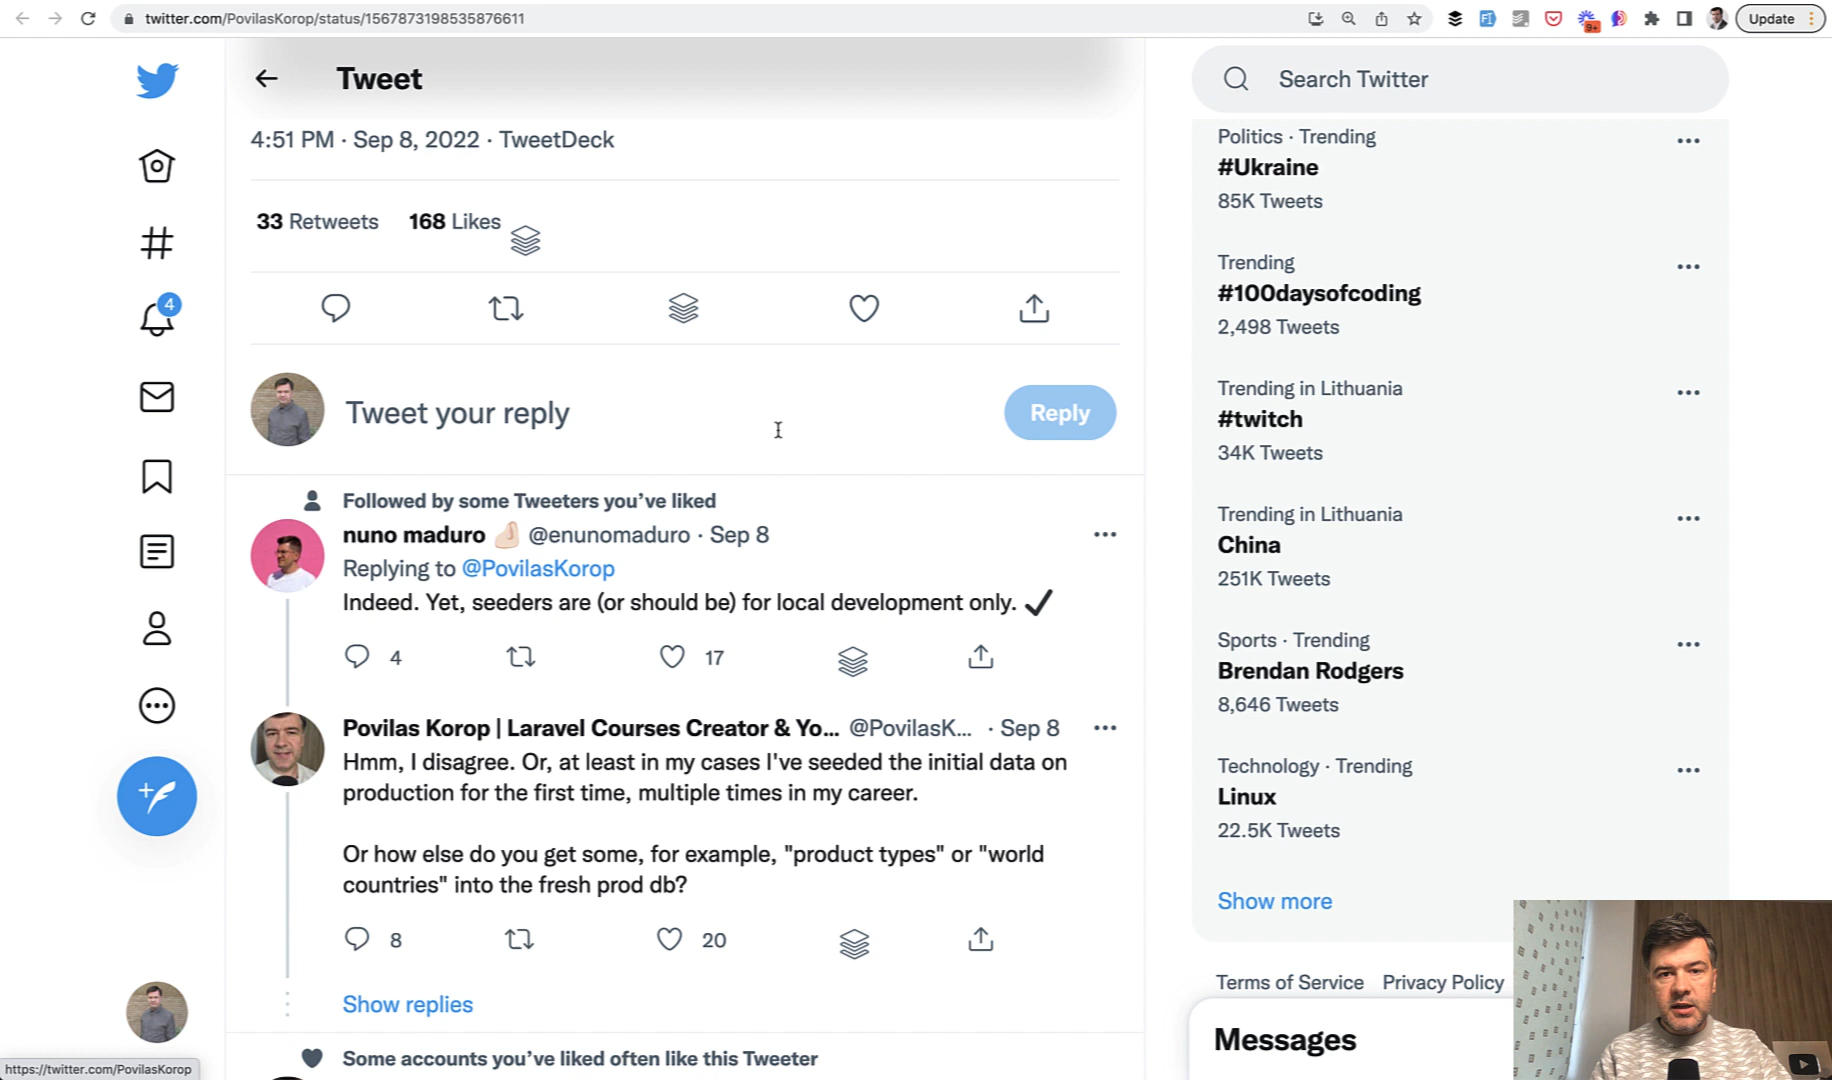 twitter.com/PovilasKorop/status/1567873198535876611
9+
Update
Tweet
Search Twitter
4:51 PM · Sep 8, 2022 · TweetDeck
33 Retweets 168 Likes
4
Tweet your reply
Reply
Followed by some Tweeters you've liked
nuno maduro @enunomaduro · Sep 8
Replying to @PovilasKorop
Indeed. Yet, seeders are (or should be) for local development only.
4
17
Povilas Korop | Laravel Courses Creator & Yo... @PovilasK... · Sep 8
Hmm, I disagree. Or, at least in my cases I've seeded the initial data on
production for the first time, multiple times in my career.
Or how else do you get some, for example, "product types" or "world
countries" into the fresh prod db?
8
20
Show replies
Some accounts you've liked often like this Tweeter
Politics · Trending
#Ukraine
85K Tweets
Trending
#100daysofcoding
2,498 Tweets
Trending in Lithuania
#twitch
34K Tweets
Trending in Lithuania
China
251K Tweets
Sports · Trending
Brendan Rodgers
8,646 Tweets
Technology · Trending
Linux
22.5K Tweets
Show more
Terms of Service Privacy Policy
Messages
https://twitter.com/PovilasKorop